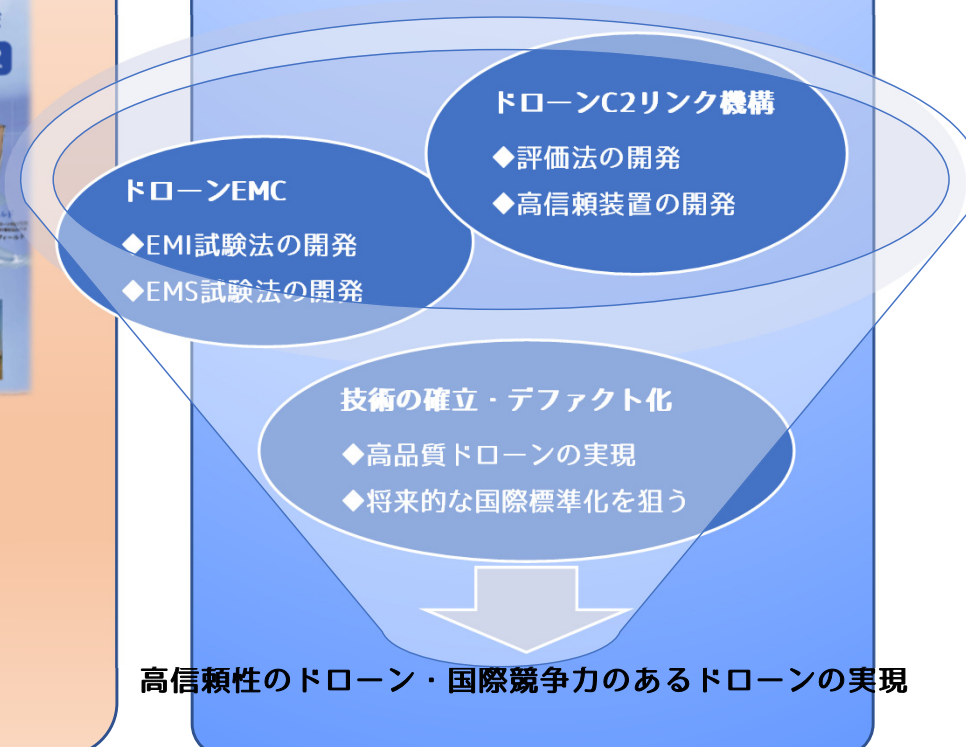 ドローンC2リンク機構
◆評価法の開発
◆高信頼装置の開発
ドローンEMC
◆EMI試験法の開発
◆EMS試験法の開発
技術の確立・デファクト化
◆高品質ドローンの実現
◆将来的な国際標準化を狙う
高信頼性のドローン・国際競争力のあるドローンの実現